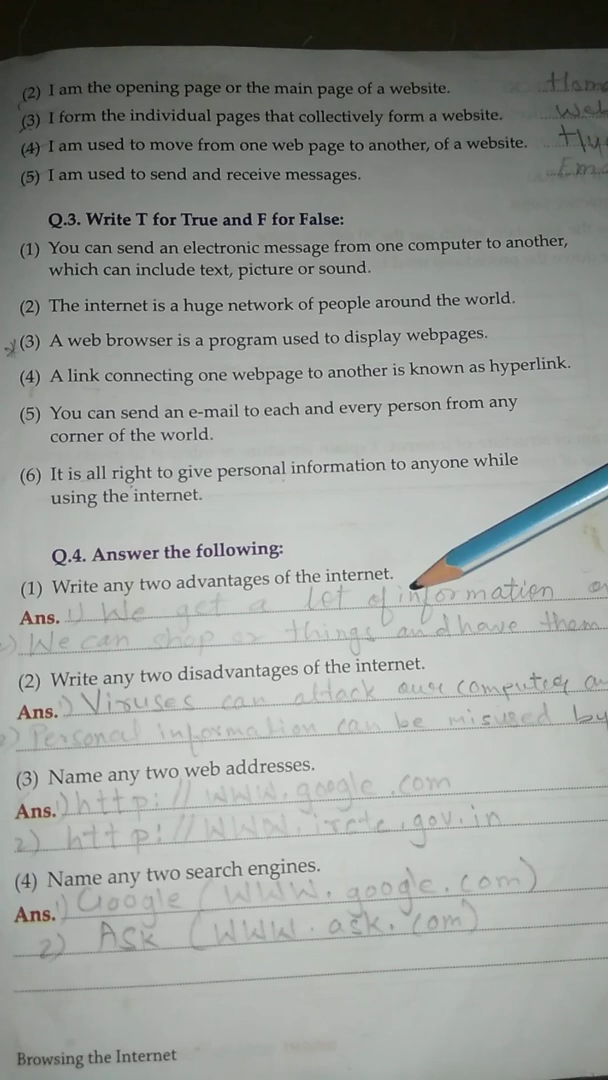 (2) I am the opening page or the main page of a website. Home
(3) I form the individual pages that collectively form a website. Web
(4) I am used to move from one web page to another, of a website. Hy
(5) I am used to send and receive messages. Ema
Q.3. Write T for True and F for False:
(1) You can send an electronic message from one computer to another,
which can include text, picture or sound.
(2) The internet is a huge network of people around the world.
(3) A web browser is a program used to display webpages.
(4) A link connecting one webpage to another is known as hyperlink.
(5) You can send an e-mail to each and every person from any
corner of the world.
(6) It is all right to give personal information to anyone while
using the internet.
Q.4. Answer the following:
(1) Write any two advantages of the internet.
Ans. 1) We get a lot of information
2) We can shop things and have them
(2) Write any two disadvantages of the internet.
Ans. 1) Viruses can attack our computer
2) Personal information can be misused by
(3) Name any two web addresses.
Ans. 1) http://www.google.com
2) http://www.irctc.gov.in
(4) Name any two search engines.
Ans. 1) Google (www.google.com)
2) Ask (www.ask.com)
Browsing the Internet